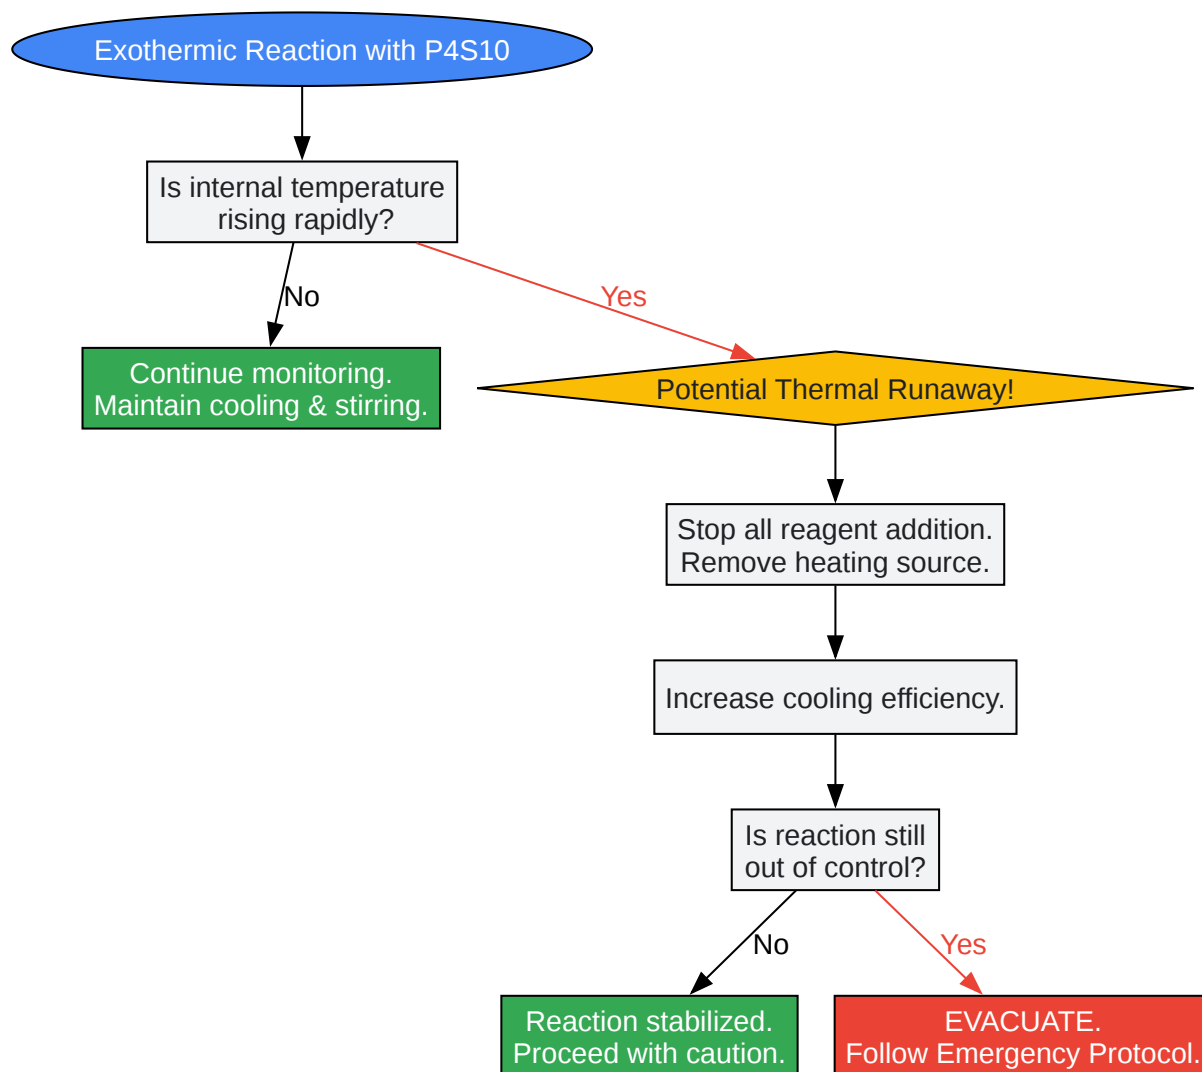 Exothermic Reaction with P4S10
Is internal temperature
rising rapidly?
No
Yes
Continue monitoring.
Maintain cooling & stirring.
Potential Thermal Runaway!
Stop all reagent addition.
Remove heating source.
Increase cooling efficiency.
Is reaction still
out of control?
No
Yes
Reaction stabilized.
Proceed with caution.
EVACUATE.
Follow Emergency Protocol.